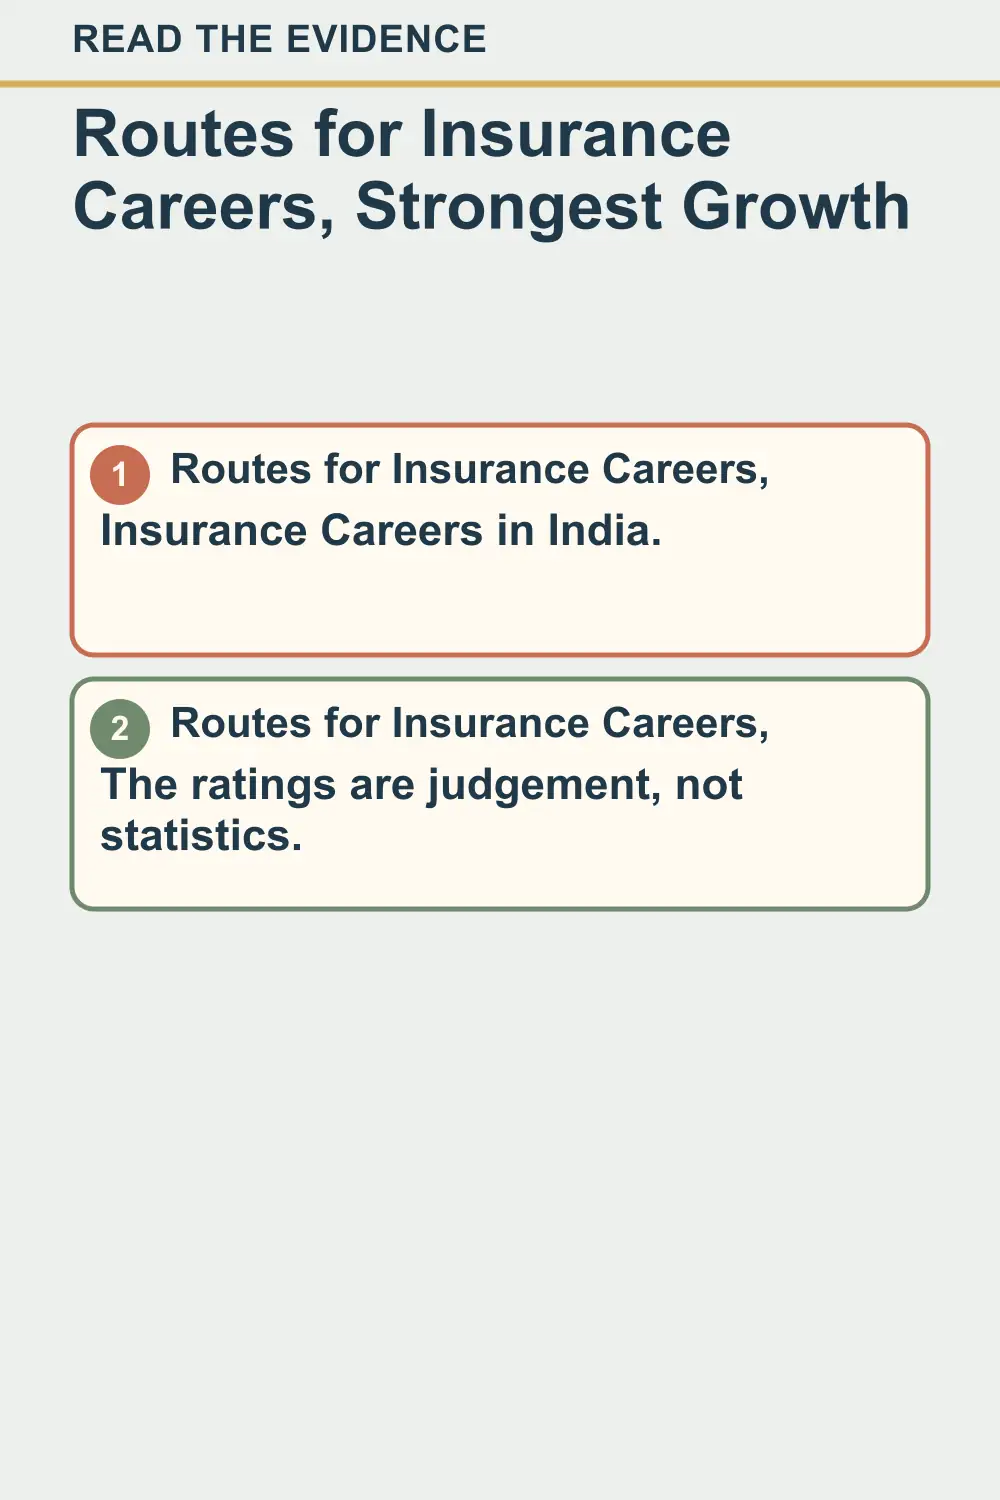 READ THE EVIDENCE
Routes for Insurance
Careers, Strongest Growth
1 Routes for Insurance Careers,
Insurance Careers in India.
2 Routes for Insurance Careers,
The ratings are judgement, not
statistics.